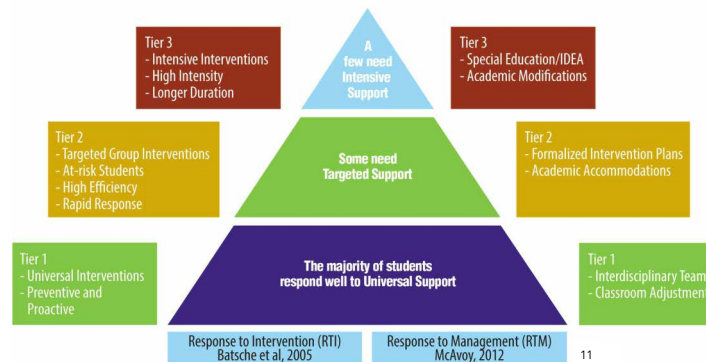 Tier 3
- Intensive Interventions
- High Intensity
- Longer Duration
A
few need
Intensive
Support
Tier 3
- Special Education/IDEA
- Academic Modifications
Tier 2
- Targeted Group Interventions
- At-risk Students
- High Efficiency
- Rapid Response
Some need
Targeted Support
Tier 2
- Formalized Intervention Plans
- Academic Accommodations
Tier 1
- Universal Interventions
- Preventive and
Proactive
The majority of students
respond well to Universal Support
Tier 1
- Interdisciplinary Team
- Classroom Adjustment
Response to Intervention (RTI)
Batsche et al, 2005
Response to Management (RTM)
McAvoy, 2012
11